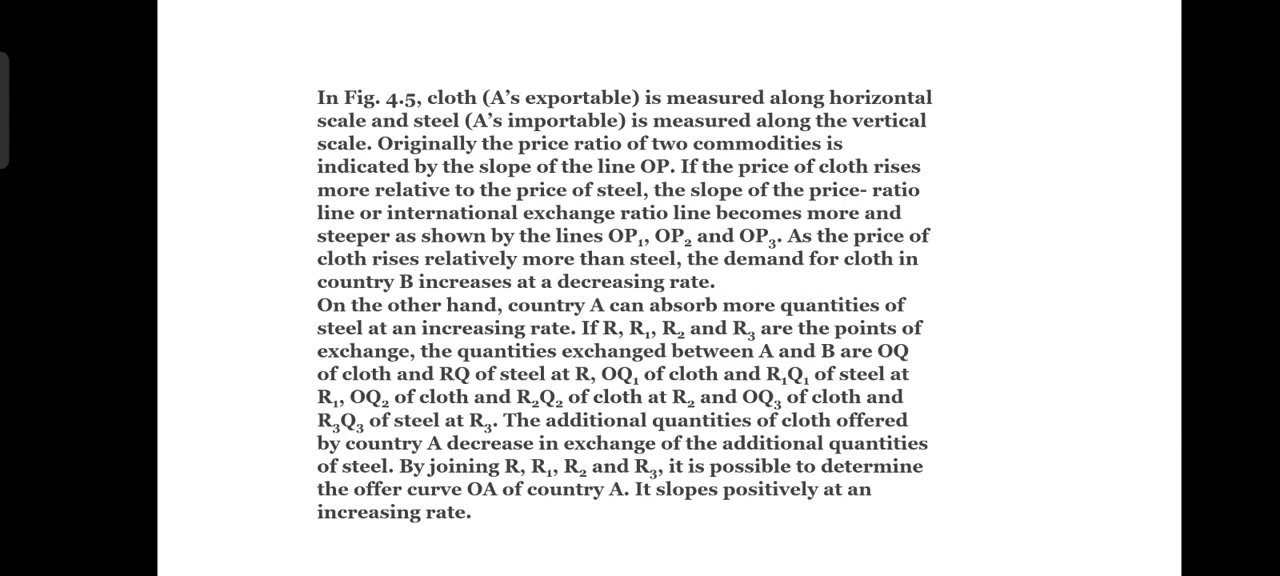 In Fig. 4.5, cloth (A’s exportable) is measured along horizontal
scale and steel (A’s importable) is measured along the vertical
scale. Originally the price ratio of two commodities is
indicated by the slope of the line OP. If the price of cloth rises
more relative to the price of steel, the slope of the price- ratio
line or international exchange ratio line becomes more and
steeper as shown by the lines OP₁, OP₂ and OP₃. As the price of
cloth rises relatively more than steel, the demand for cloth in
country B increases at a decreasing rate.
On the other hand, country A can absorb more quantities of
steel at an increasing rate. If R, R₁, R₂ and R₃ are the points of
exchange, the quantities exchanged between A and B are OQ
of cloth and RQ of steel at R, OQ₁ of cloth and R₁Q₁ of steel at
R₁, OQ₂ of cloth and R₂Q₂ of cloth at R₂ and OQ₃ of cloth and
R₃Q₃ of steel at R₃. The additional quantities of cloth offered
by country A decrease in exchange of the additional quantities
of steel. By joining R, R₁, R₂ and R₃, it is possible to determine
the offer curve OA of country A. It slopes positively at an
increasing rate.